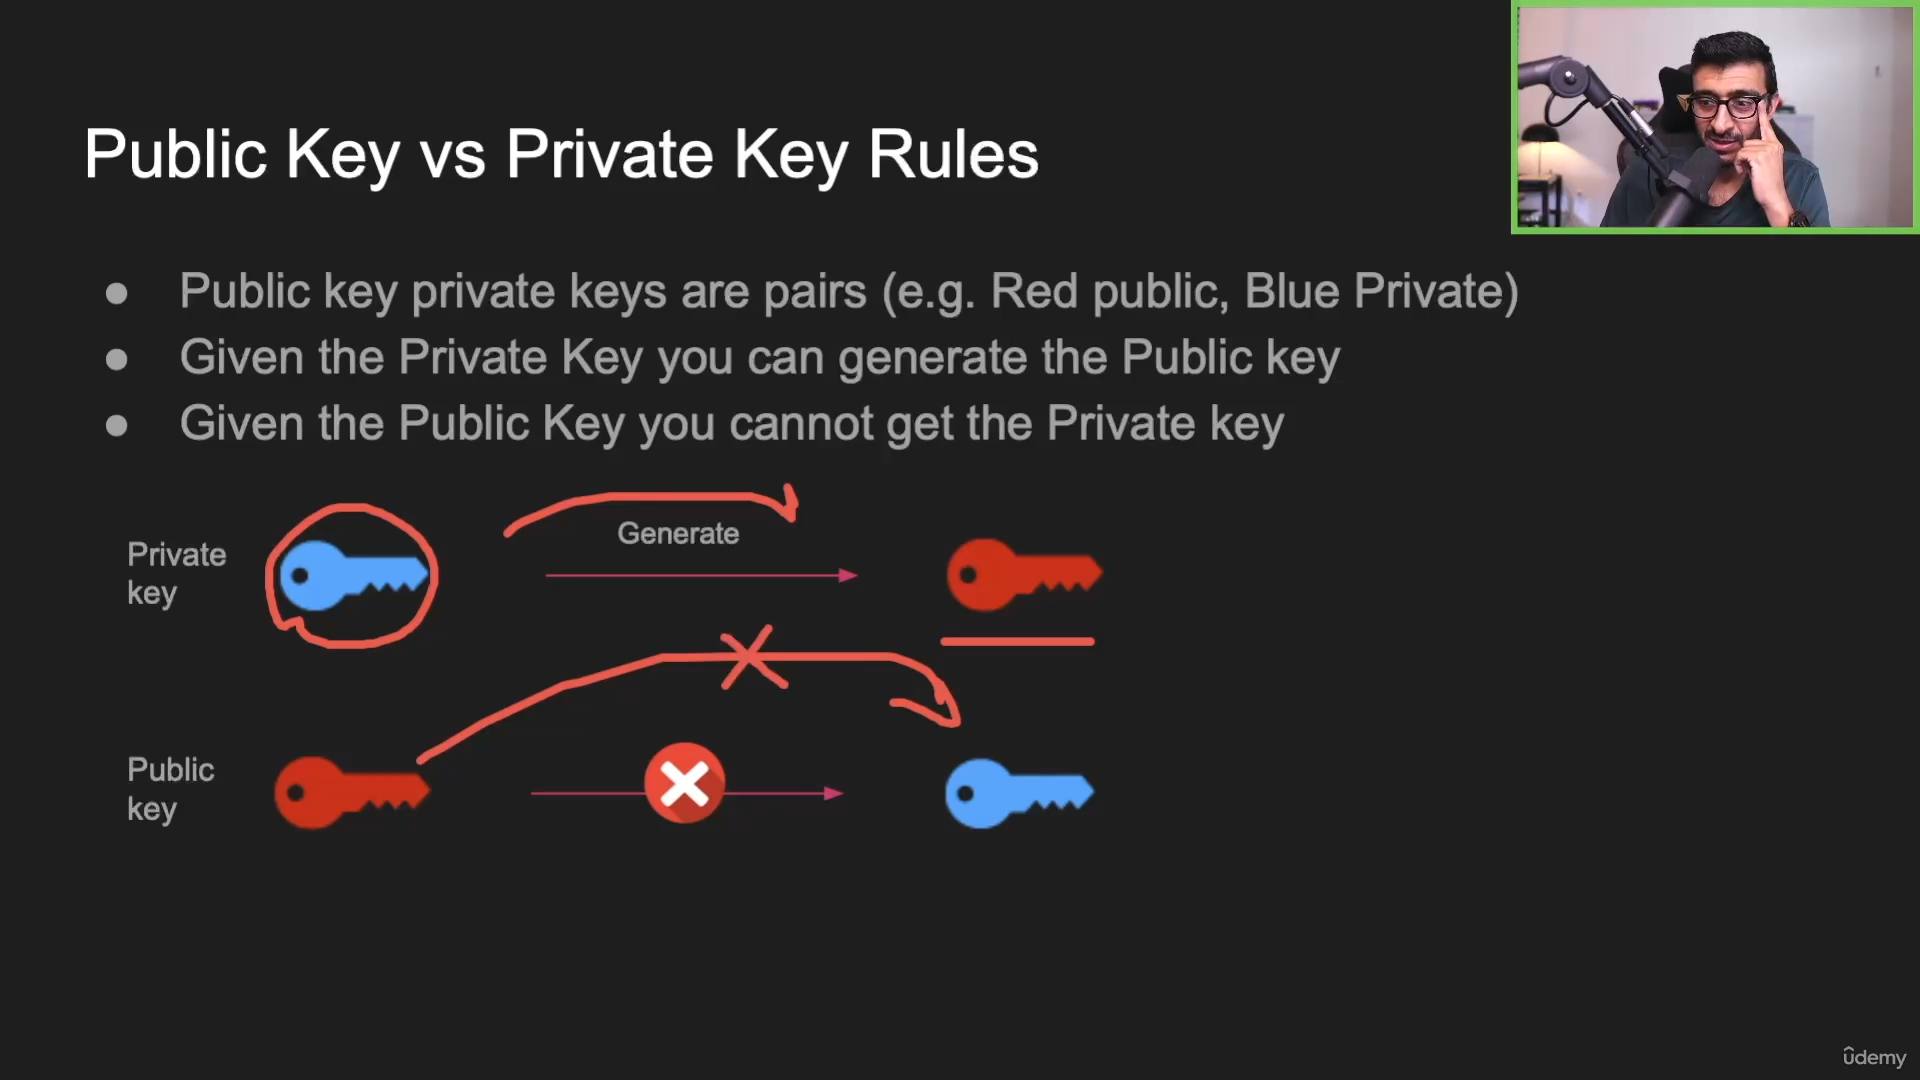 Public Key vs Private Key Rules
● Public key private keys are pairs (e.g. Red public, Blue Private)
● Given the Private Key you can generate the Public key
● Given the Public Key you cannot get the Private key
Private
key
Generate
Public
key
ûdemy